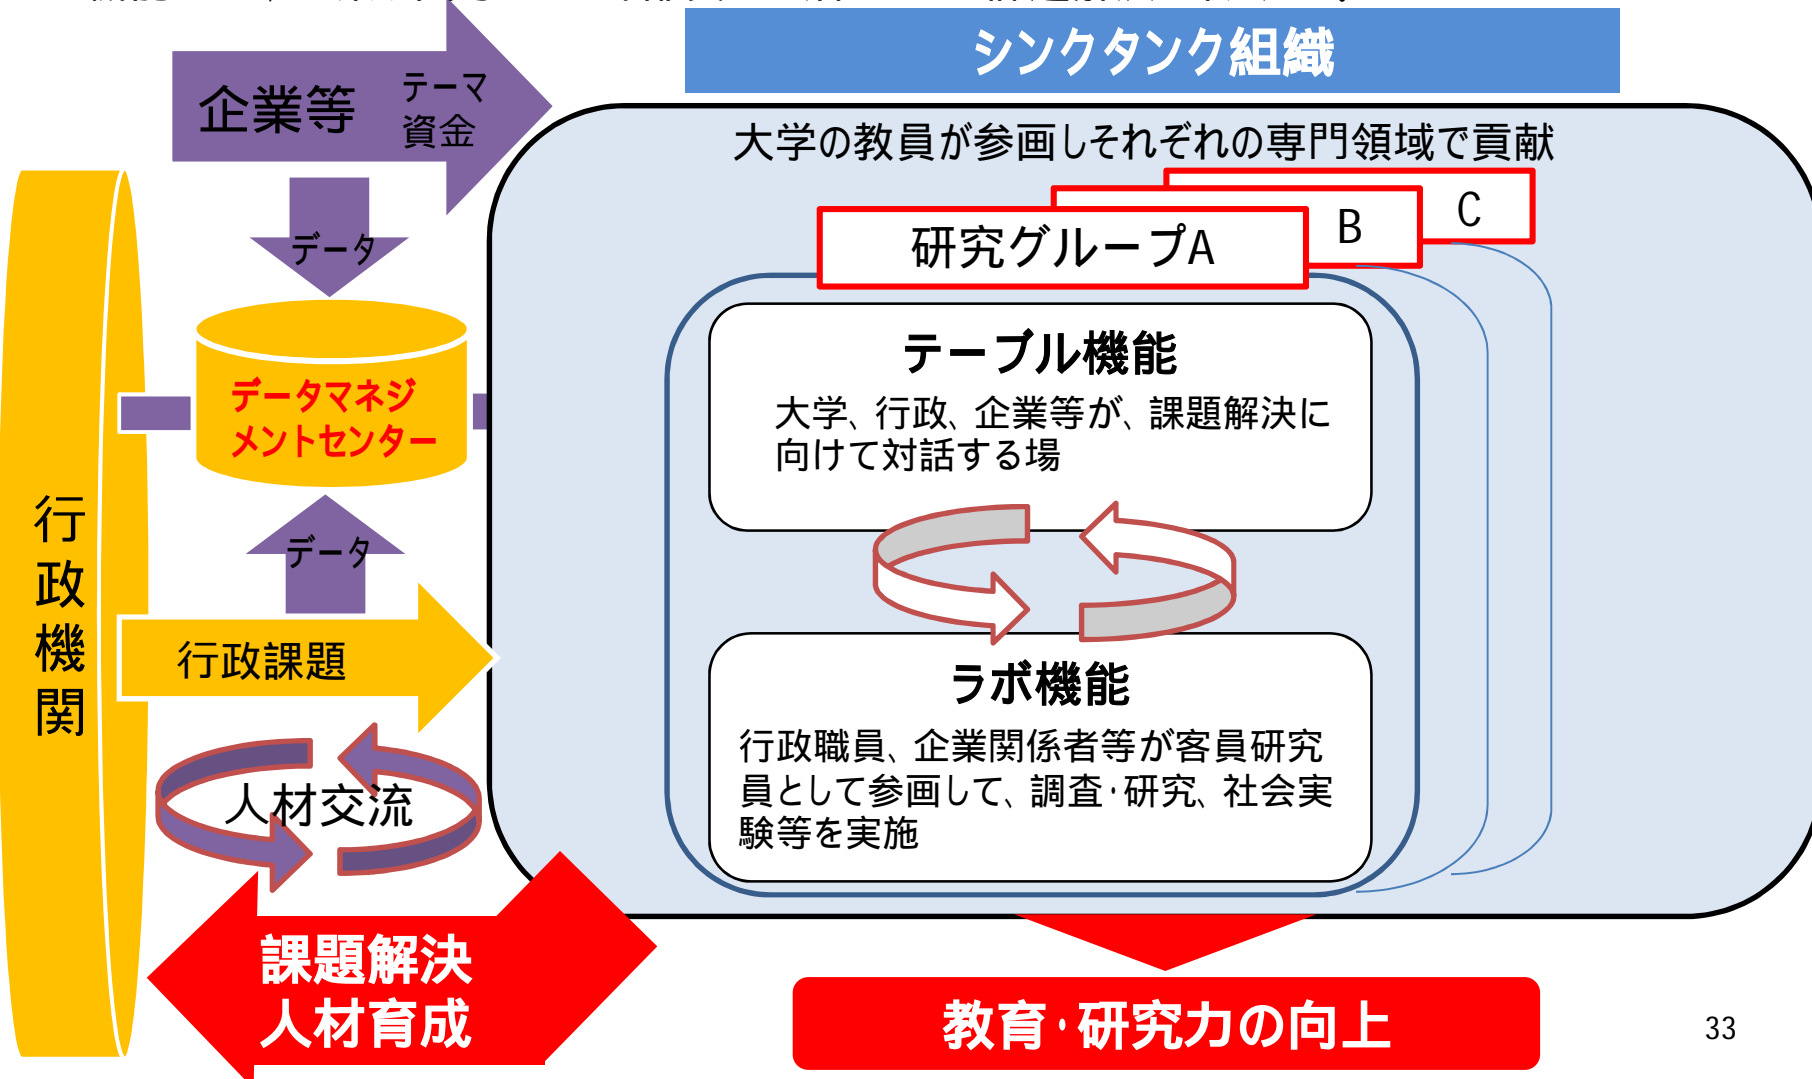 シンクタンク組織
企業等
テーマ
資金
大学の教員が参画しそれぞれの専門領域で貢献
研究グループA
B
C
データ
データマネジ
メントセンター
データ
行政機関
行政課題
人材交流
テーブル機能
大学、行政、企業等が、課題解決に
向けて対話する場
ラボ機能
行政職員、企業関係者等が客員研究
員として参画して、調査・研究、社会実
験等を実施
課題解決
人材育成
教育・研究力の向上
33